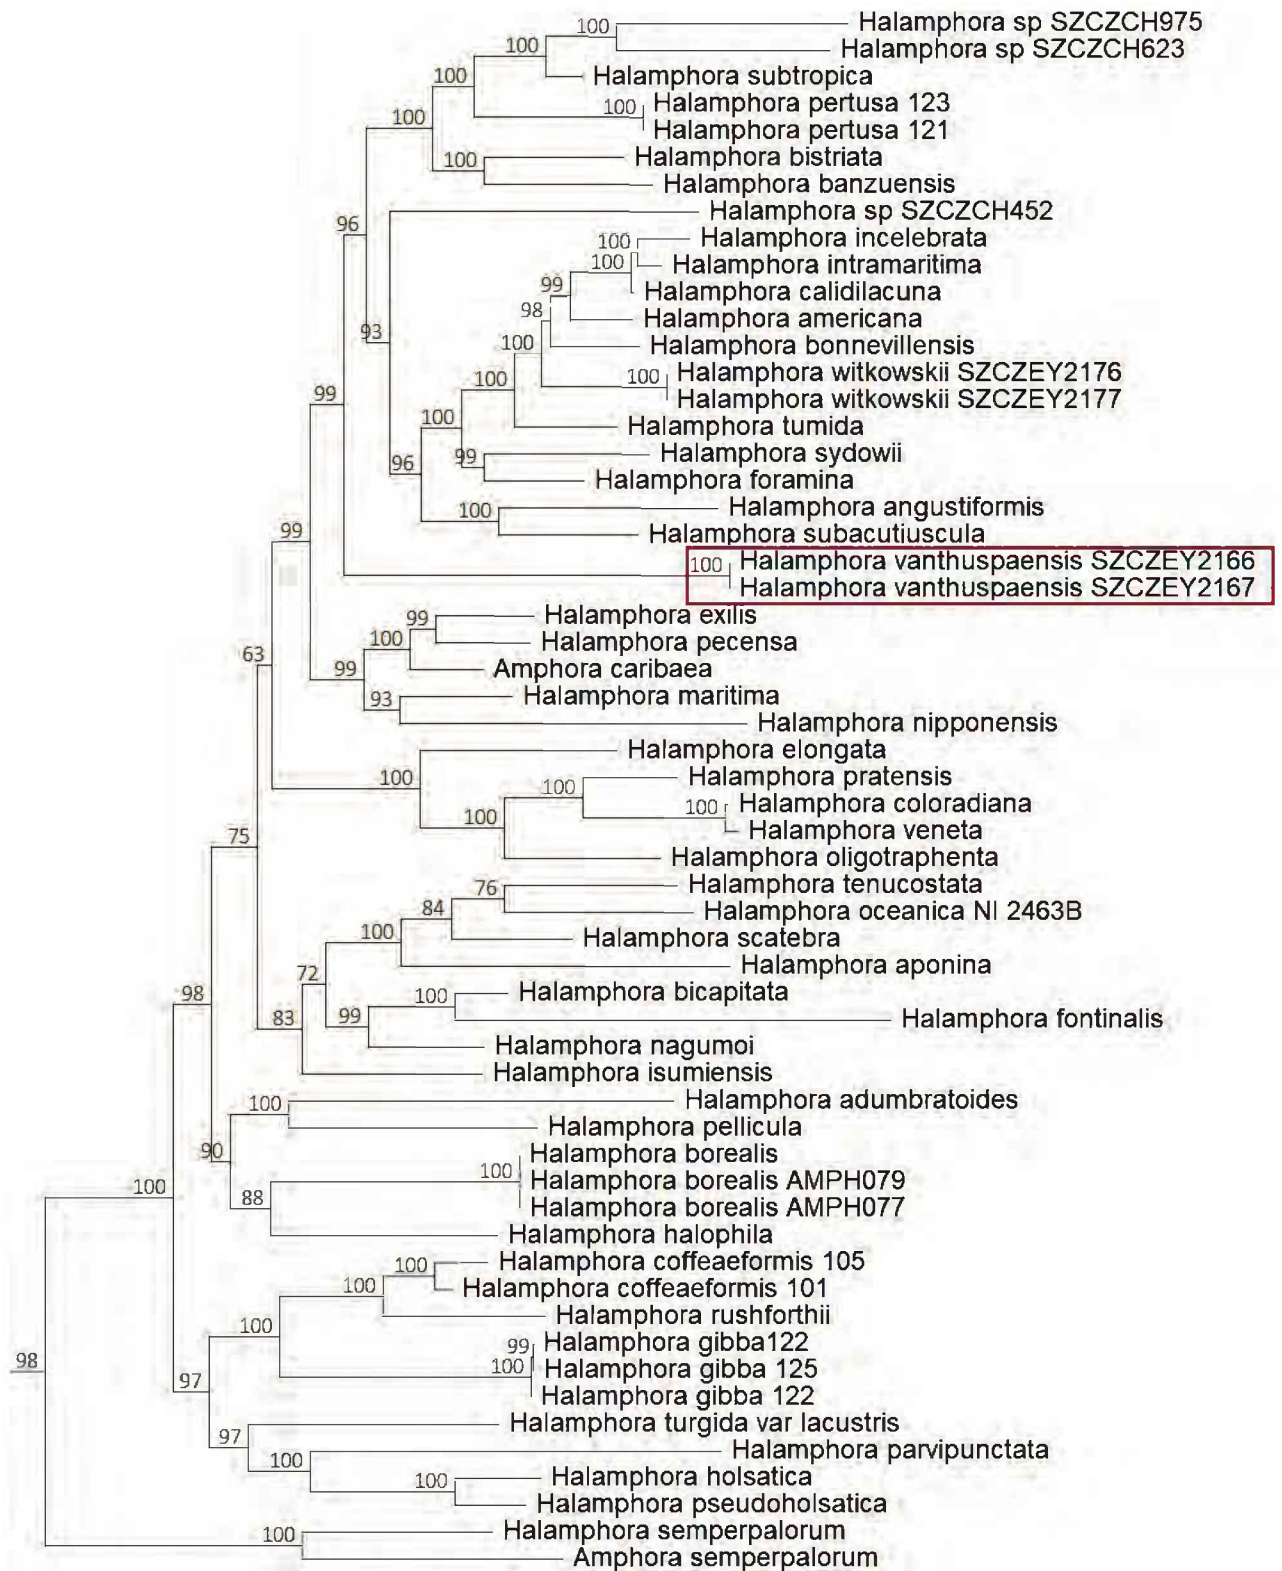 100 Halamphora sp SZCZCH975
100 Halamphora sp SZCZCH623
100 Halamphora subtropica
100 Halamphora pertusa 123
100 Halamphora pertusa 121
Halamphora bistriata
100 Halamphora banzuensis
Halamphora sp SZCZCH452
96 100 Halamphora incelebrata
100 Halamphora intramaritima
99 Halamphora calidilacuna
98 Halamphora americana
93 100 Halamphora bonnevillensis
100 100 Halamphora witkowskii SZCZEY2176
99 Halamphora witkowskii SZCZEY2177
100 Halamphora tumida
99 Halamphora sydowii
96 Halamphora foramina
100 Halamphora angustiformis
99 Halamphora subacutiuscula
100 Halamphora vanthuspaensis SZCZEY2166
Halamphora vanthuspaensis SZCZEY2167
99 Halamphora exilis
100 Halamphora pecensa
63 99 Amphora caribaea
93 Halamphora maritima
Halamphora nipponensis
Halamphora elongata
100 100 Halamphora pratensis
100 Halamphora coloradiana
75 100 Halamphora veneta
Halamphora oligotraphenta
76 Halamphora tenucostata
84 Halamphora oceanica NI 2463B
100 Halamphora scatebra
72 Halamphora aponina
98 100 Halamphora bicapitata
83 99 Halamphora fontinalis
Halamphora nagumoi
Halamphora isumiensis
100 Halamphora adumbratoides
Halamphora pellicula
90 Halamphora borealis
100 Halamphora borealis AMPH079
100 88 Halamphora borealis AMPH077
Halamphora halophila
100 Halamphora coffeaeformis 105
100 Halamphora coffeaeformis 101
100 Halamphora rushforthii
99 Halamphora gibba122
98 100 Halamphora gibba 125
97 Halamphora gibba 122
Halamphora turgida var lacustris
97 Halamphora parvipunctata
100 100 Halamphora holsatica
Halamphora pseudoholsatica
100 Halamphora semperpalorum
Amphora semperpalorum